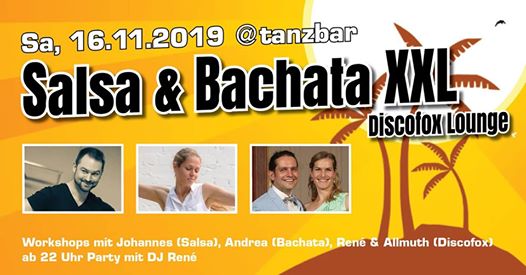 Sa, 16.11.2019 @tanzbar
Salsa & Bachata XXL
Discofox Lounge
Workshops mit Johannes (Salsa), Andrea (Bachata), René & Allmuth (Discofox)
ab 22 Uhr Party mit DJ René